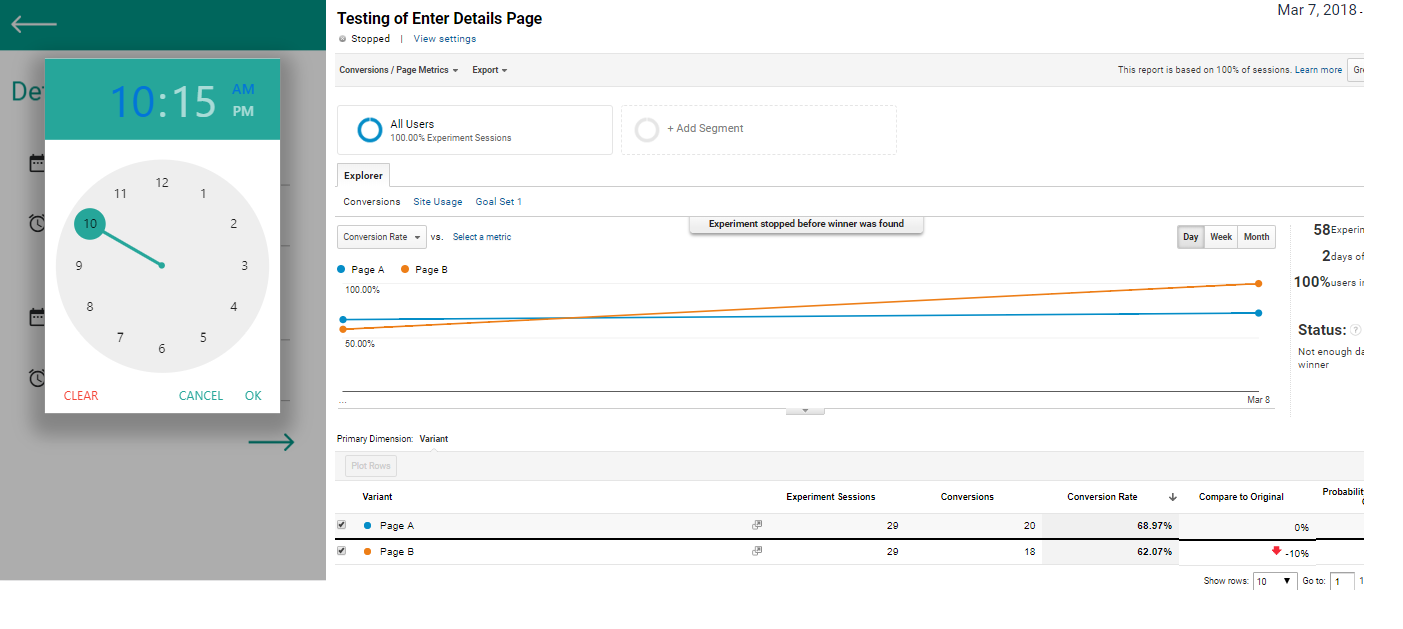 De
10:15
AM
PM
12
11
1
10
2
9
3
8
4
7
5
6
CLEAR CANCEL OK
Testing of Enter Details Page
Mar 7, 2018 -
Stopped | View settings
Conversions / Page Metrics Export
This report is based on 100% of sessions. Learn more Gr
All Users
100.00% Experiment Sessions
+ Add Segment
Explorer
Conversions Site Usage Goal Set 1
Experiment stopped before winner was found
Conversion Rate vs. Select a metric
Day Week Month
Page A Page B
100.00%
50.00%
... Mar 8
58 Experin
2 days of
100% users in
Status: ?
Not enough da
winner
Primary Dimension: Variant
Plot Rows
Variant Experiment Sessions Conversions Conversion Rate Compare to Original Probabilit
Page A 29 20 68.97% 0%
Page B 29 18 62.07% -10%
Show rows: 10 Go to: 1 1